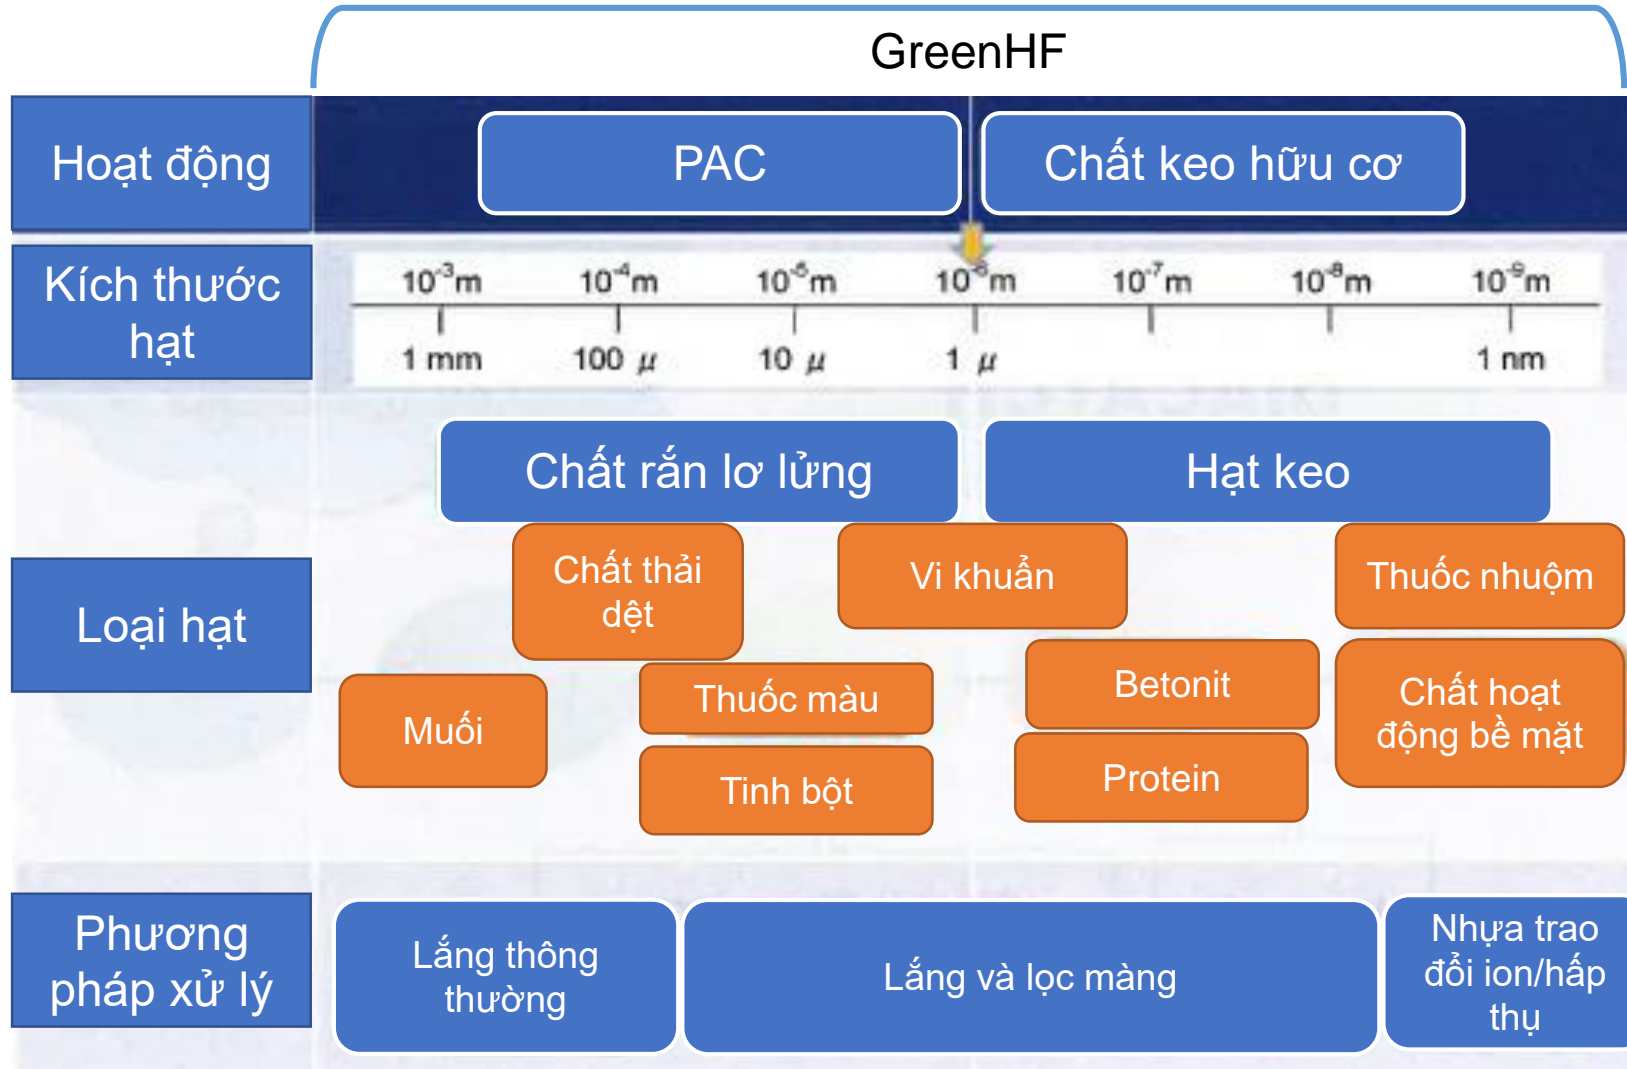 GreenHF
Hoạt động
PAC
Chất keo hữu cơ
Kích thước
hạt
10⁻³m 10⁻⁴m 10⁻⁵m 10⁻⁶m 10⁻⁷m 10⁻⁸m 10⁻⁹m
1 mm 100 μ 10 μ 1 μ 1 nm
Chất rắn lơ lửng
Hạt keo
Loại hạt
Chất thải
dệt
Vi khuẩn
Thuốc nhuộm
Muối
Thuốc màu
Betonit
Chất hoạt
động bề mặt
Tinh bột
Protein
Phương
pháp xử lý
Lắng thông
thường
Lắng và lọc màng
Nhựa trao
đổi ion/hấp
thụ